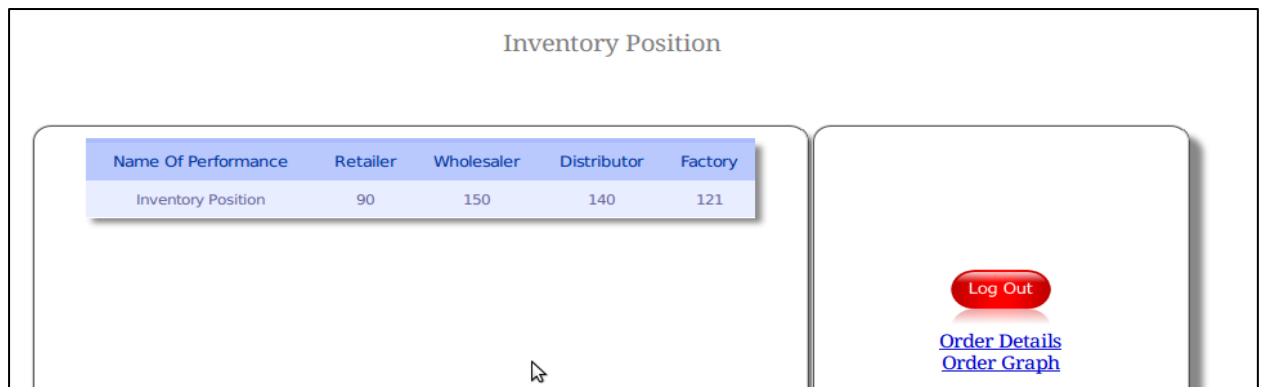 Inventory Position
Name Of Performance Retailer Wholesaler Distributor Factory
Inventory Position 90 150 140 121
Log Out
Order Details
Order Graph